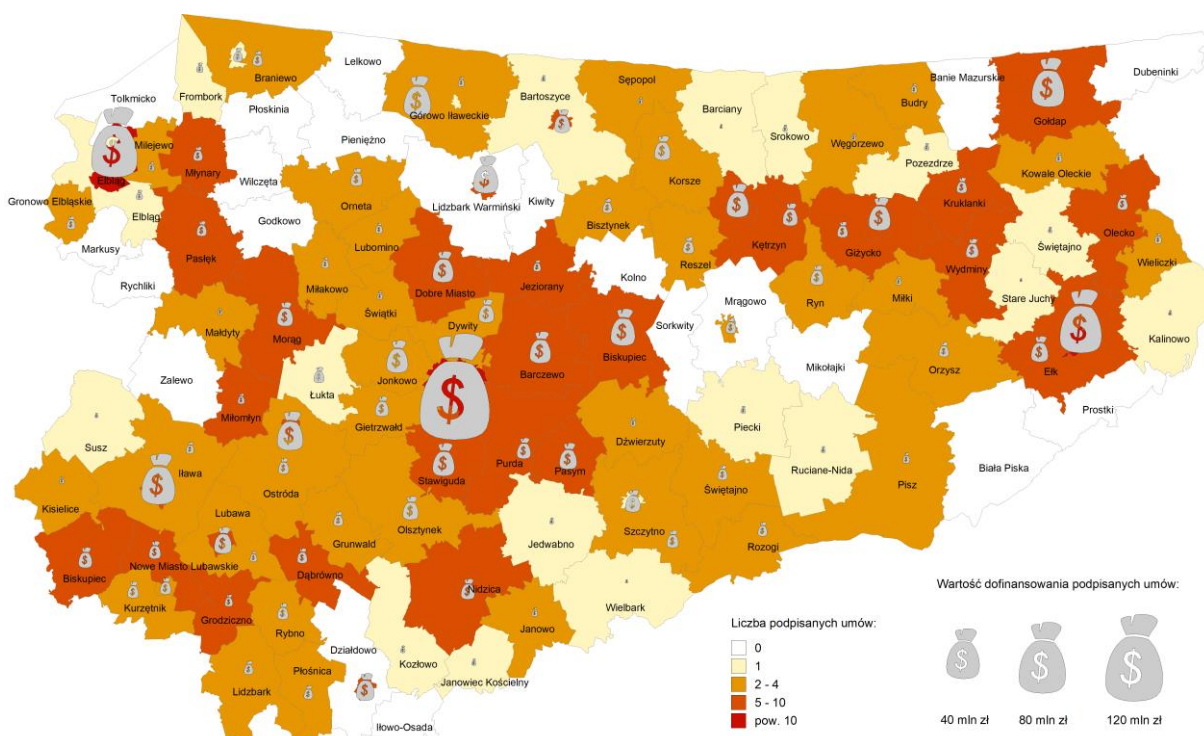 Lelkowo
Banie Mazurskie
Dubeninki
Braniewo
Sępopol
Frombork
Tolkmicko
Płoskinia
Górowo Iławeckie
Bartoszyce
Barciany
Srokowo
Węgorzewo
Budry
Gołdap
Milejewo
Pieniężno
Pozezdrze
Młynary
Kowale Oleckie
Elbląg
Wilczęta
Lidzbark Warmiński
Kiwity
Korsze
Kruklanki
Gronowo Elbląskie
Elbląg
Godkowo
Orneta
Bisztynek
Kętrzyn
Giżycko
Olecko
Markusy
Lubomino
Świętajno
Pasłęk
Reszel
Wydminy
Wieliczki
Rychliki
Miłakowo
Dobre Miasto
Jeziorany
Kolno
Ryn
Miłki
Stare Juchy
Małdyty
Świątki
Dywity
Mrągowo
Sorkwity
Morąg
Biskupiec
Kalinowo
Zalewo
Jonkowo
Barczewo
Mikołajki
Orzysz
Ełk
Łukta
Miłomłyn
Gietrzwałd
Prostki
Susz
Dźwierzuty
Piecki
Iława
Stawiguda
Purda
Pasym
Ruciane-Nida
Biała Piska
Kisielice
Ostróda
Świętajno
Pisz
Lubawa
Olsztynek
Szczytno
Grunwald
Jedwabno
Rozogi
Biskupiec
Nowe Miasto Lubawskie
Dąbrówno
Nidzica
Kurzętnik
Grodziczno
Wielbark
Rybno
Janowo
Działdowo
Kozłowo
Płośnica
Janowiec Kościelny
Lidzbark
Iłowo-Osada
Liczba podpisanych umów:
0
1
2 - 4
5 - 10
pow. 10
Wartość dofinansowania podpisanych umów:
40 mln zł
80 mln zł
120 mln zł